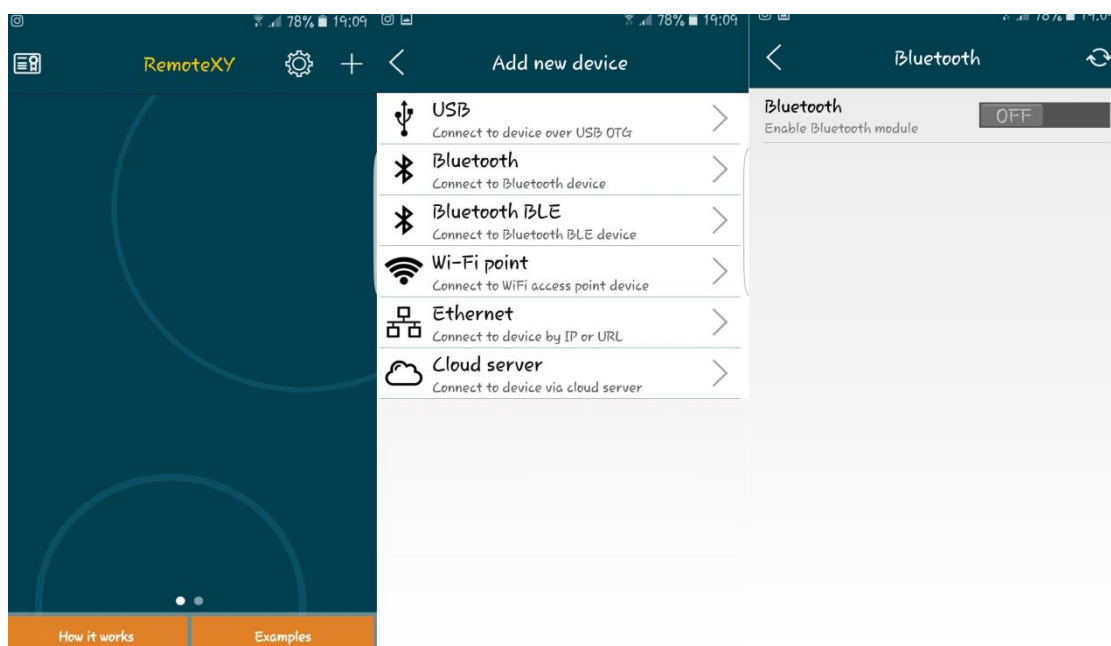 78% 19:09
RemoteXY
How it works
Examples
78% 19:09
Add new device
USB
Connect to device over USB OTG
Bluetooth
Connect to Bluetooth device
Bluetooth BLE
Connect to Bluetooth BLE device
Wi-Fi point
Connect to WiFi access point device
Ethernet
Connect to device by IP or URL
Cloud server
Connect to device via cloud server
Bluetooth
Bluetooth
Enable Bluetooth module
OFF